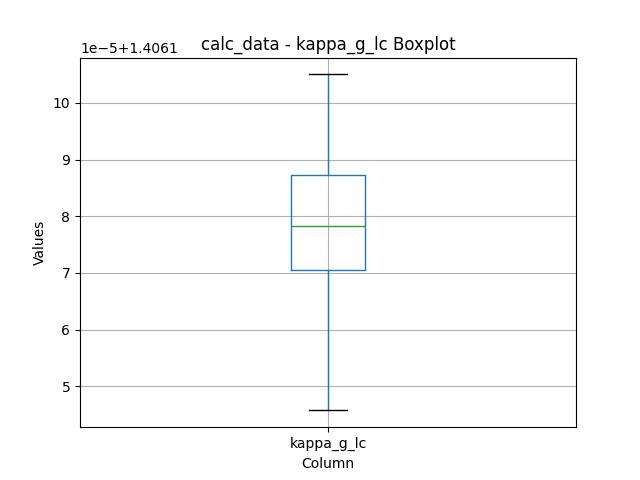 calc_data - kappa_g_lc Boxplot
1e−5+1.4061
10
9
8
7
6
5
Values
kappa_g_lc
Column